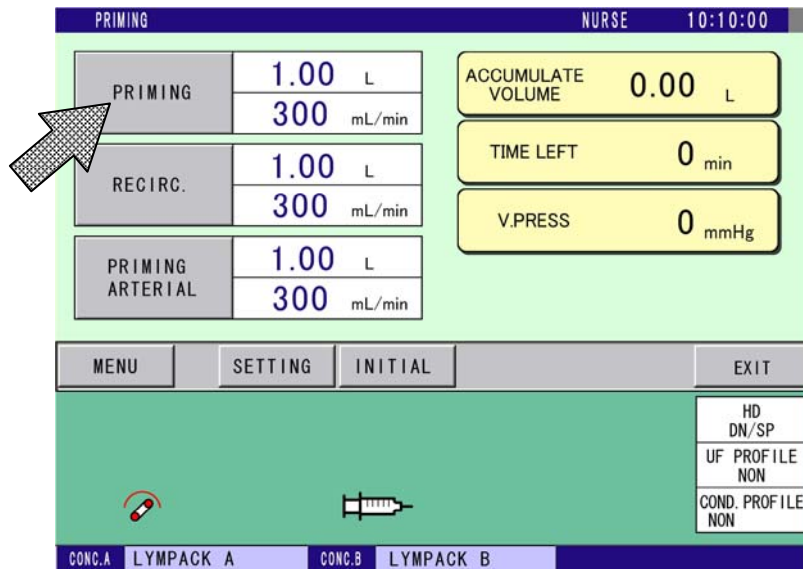 PRIMING NURSE 10:10:00
PRIMING
1.00 L
300 mL/min
RECIRC.
1.00 L
300 mL/min
PRIMING
ARTERIAL
1.00 L
300 mL/min
ACCUMULATE
VOLUME
0.00 L
TIME LEFT 0 min
V.PRESS 0 mmHg
MENU SETTING INITIAL EXIT
HD
DN/SP
UF PROFILE
NON
COND. PROFILE
NON
CONC.A LYMPACK A CONC.B LYMPACK B